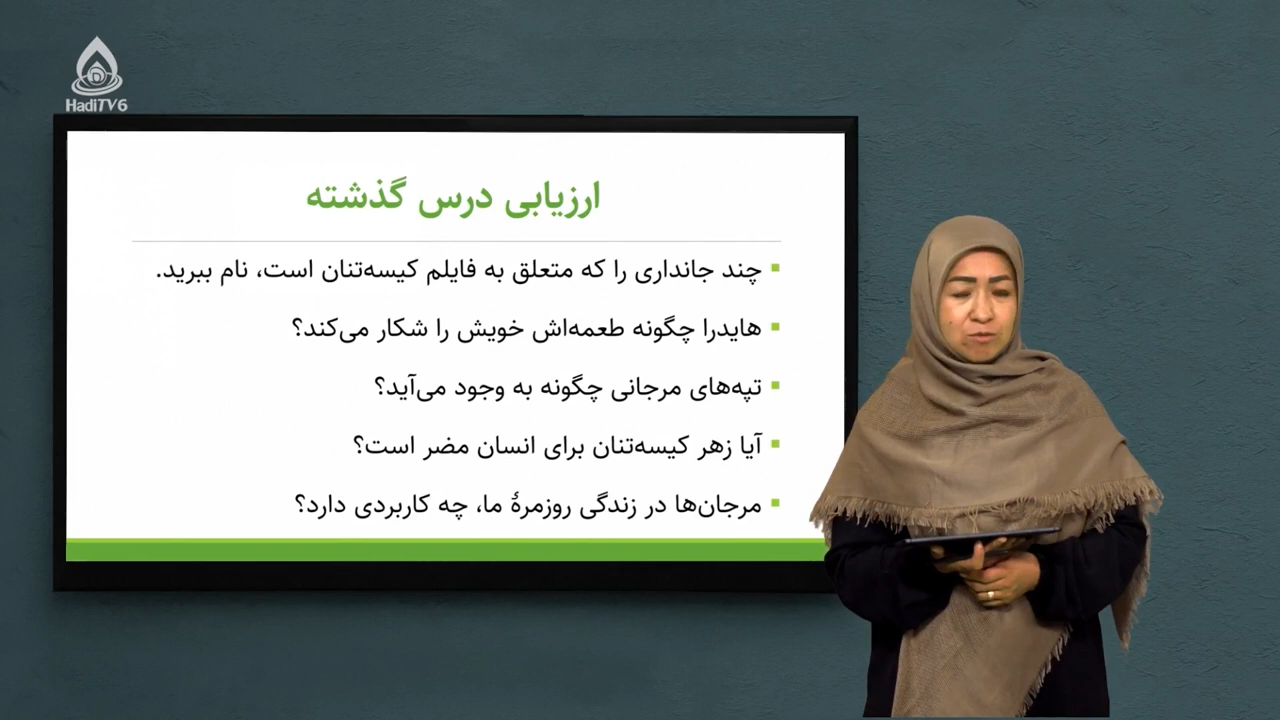 HadiTV6
ارزیابی درس گذشته
چند جانداری را که متعلق به فایلم کیسه‌تنان است، نام ببرید.
هایدرا چگونه طعمه‌اش خویش را شکار می‌کند؟
تپه‌های مرجانی چگونه به وجود می‌آید؟
آیا زهر کیسه‌تنان برای انسان مضر است؟
مرجان‌ها در زندگی روزمرهٔ ما، چه کاربردی دارد؟